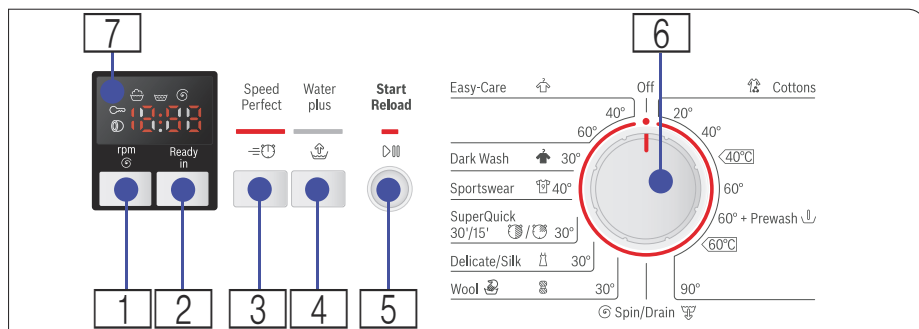 7
6
18:88
rpm
Ready
in
Speed
Perfect
Water
plus
Start
Reload
Easy-Care
Off
Cottons
40°
20°
60°
40°
Dark Wash 30°
40°C
Sportswear 40°
60°
SuperQuick
30'/15' 30°
60° + Prewash
60°C
Delicate/Silk 30°
Wool 30°
90°
Spin/Drain
1
2
3
4
5